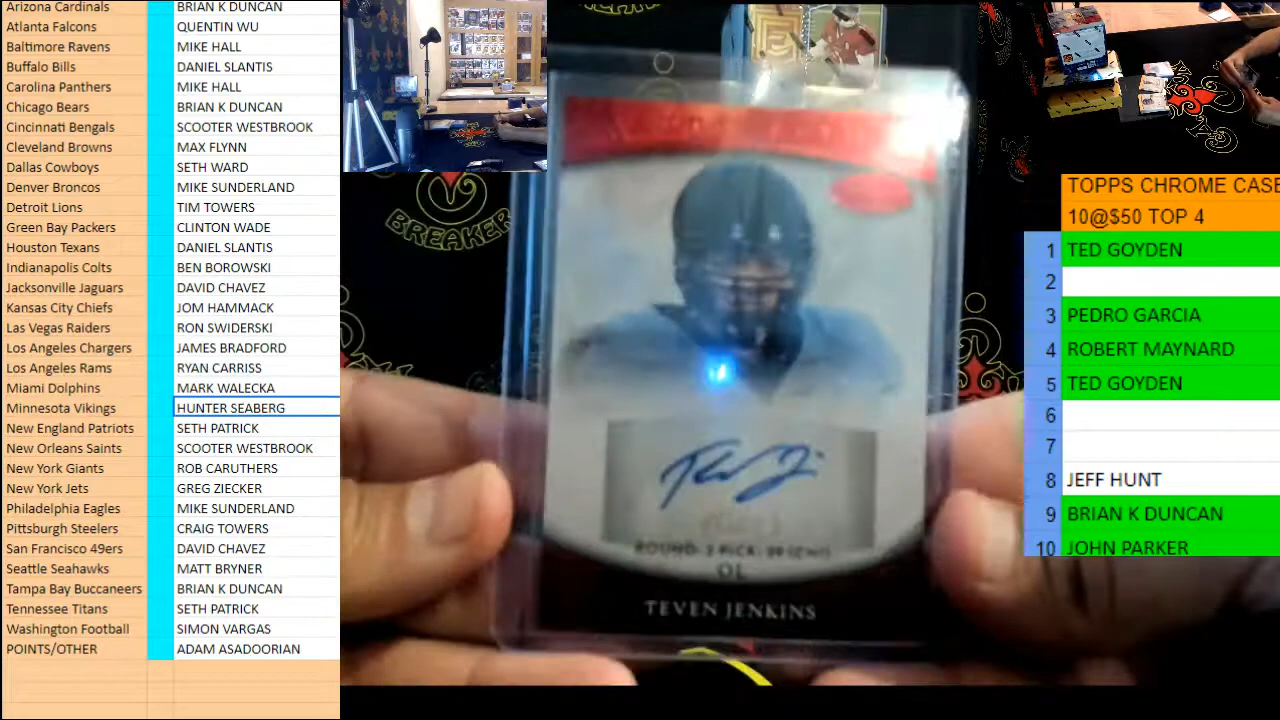 Arizona Cardinals BRIAN K DUNCAN
Atlanta Falcons QUENTIN WU
Baltimore Ravens MIKE HALL
Buffalo Bills DANIEL SLANTIS
Carolina Panthers MIKE HALL
Chicago Bears BRIAN K DUNCAN
Cincinnati Bengals SCOOTER WESTBROOK
Cleveland Browns MAX FLYNN
Dallas Cowboys SETH WARD
Denver Broncos MIKE SUNDERLAND
Detroit Lions TIM TOWERS
Green Bay Packers CLINTON WADE
Houston Texans DANIEL SLANTIS
Indianapolis Colts BEN BOROWSKI
Jacksonville Jaguars DAVID CHAVEZ
Kansas City Chiefs JOM HAMMACK
Las Vegas Raiders RON SWIDERSKI
Los Angeles Chargers JAMES BRADFORD
Los Angeles Rams RYAN CARRISS
Miami Dolphins MARK WALECKA
Minnesota Vikings HUNTER SEABERG
New England Patriots SETH PATRICK
New Orleans Saints SCOOTER WESTBROOK
New York Giants ROB CARUTHERS
New York Jets GREG ZIECKER
Philadelphia Eagles MIKE SUNDERLAND
Pittsburgh Steelers CRAIG TOWERS
San Francisco 49ers DAVID CHAVEZ
Seattle Seahawks MATT BRYNER
Tampa Bay Buccaneers BRIAN K DUNCAN
Tennessee Titans SETH PATRICK
Washington Football SIMON VARGAS
POINTS/OTHER ADAM ASADOORIAN
BREAKER
OL
TEVEN JENKINS
TOPPS CHROME CASE
10@$50 TOP 4
1 TED GOYDEN
2
3 PEDRO GARCIA
4 ROBERT MAYNARD
5 TED GOYDEN
6
7
8 JEFF HUNT
9 BRIAN K DUNCAN
10 JOHN PARKER